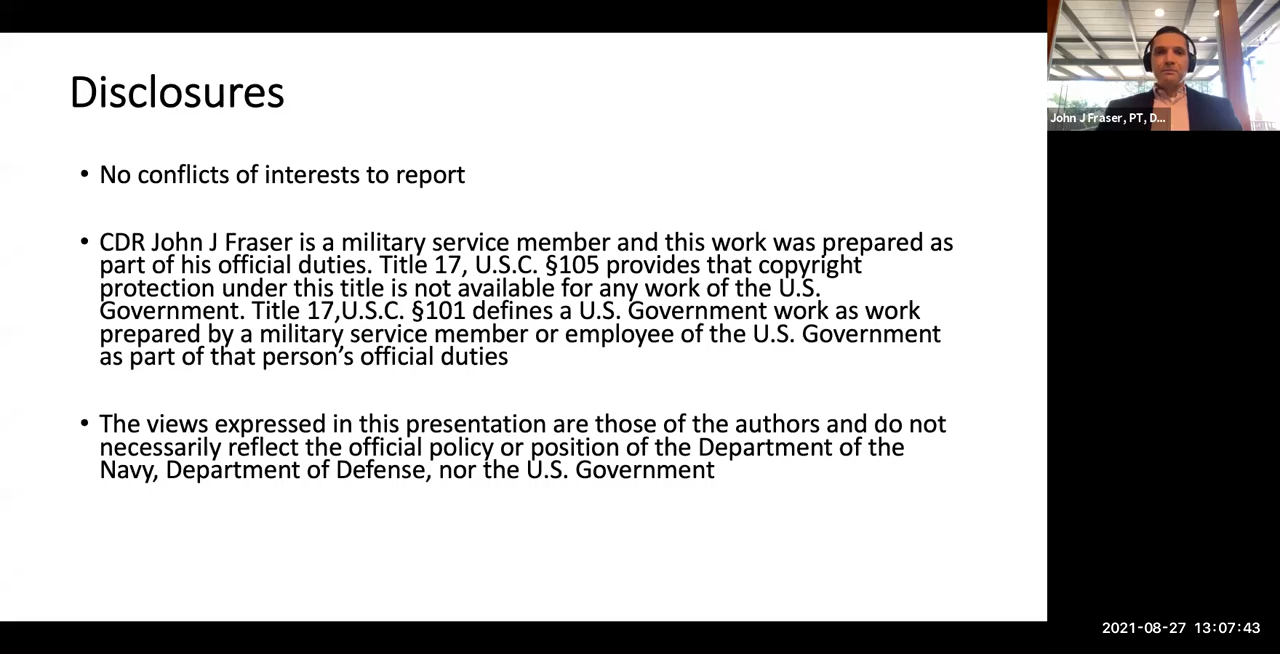 Disclosures
• No conflicts of interests to report
• CDR John J Fraser is a military service member and this work was prepared as
part of his official duties. Title 17, U.S.C. §105 provides that copyright
protection under this title is not available for any work of the U.S.
Government. Title 17,U.S.C. §101 defines a U.S. Government work as work
prepared by a military service member or employee of the U.S. Government
as part of that person’s official duties
• The views expressed in this presentation are those of the authors and do not
necessarily reflect the official policy or position of the Department of the
Navy, Department of Defense, nor the U.S. Government
John J Fraser, PT, D...
2021-08-27 13:07:43